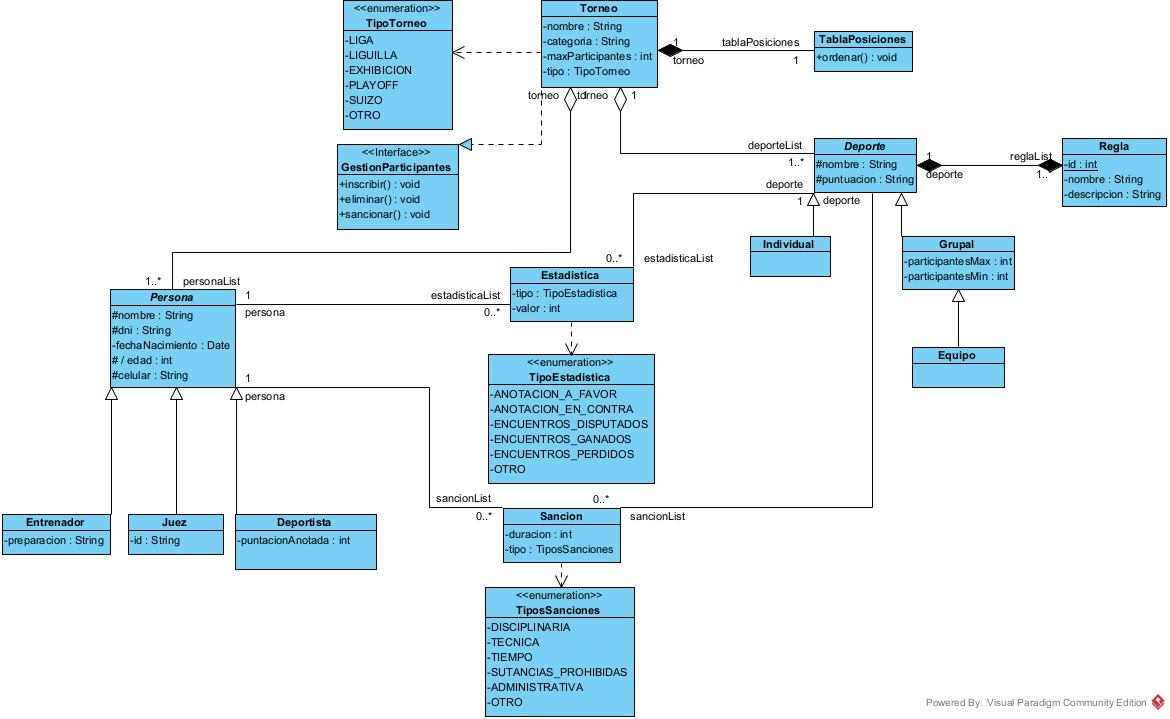 <<enumeration>>
TipoTorneo
-LIGA
-LIGUILLA
-EXHIBICION
-PLAYOFF
-SUIZO
-OTRO
Torneo
-nombre : String
-categoria : String
-maxParticipantes : int
-tipo : TipoTorneo
1
torneo
tablaPosiciones
1
TablaPosiciones
+ordenar() : void
torneo
1
torneo
1
<<Interface>>
GestionParticipantes
+inscribir() : void
+eliminar() : void
+sancionar() : void
deporteList
1..*
Deporte
#nombre : String
#puntuacion : String
1
deporte
reglaList
1..
Regla
-id : int
-nombre : String
-descripcion : String
deporte
1
deporte
Individual
Grupal
-participantesMax : int
-participantesMin : int
Equipo
0..*
estadisticaList
1..*
personaList
Persona
#nombre : String
#dni : String
-fechaNacimiento : Date
# / edad : int
#celular : String
1
persona
estadisticaList
0..*
Estadistica
-tipo : TipoEstadistica
-valor : int
<<enumeration>>
TipoEstadistica
-ANOTACION_A_FAVOR
-ANOTACION_EN_CONTRA
-ENCUENTROS_DISPUTADOS
-ENCUENTROS_GANADOS
-ENCUENTROS_PERDIDOS
-OTRO
1
persona
Entrenador
-preparacion : String
Juez
-id : String
Deportista
-puntacionAnotada : int
sancionList
0..*
0..*
sancionList
Sancion
-duracion : int
-tipo : TiposSanciones
<<enumeration>>
TiposSanciones
-DISCIPLINARIA
-TECNICA
-TIEMPO
-SUTANCIAS_PROHIBIDAS
-ADMINISTRATIVA
-OTRO
Powered By Visual Paradigm Community Edition